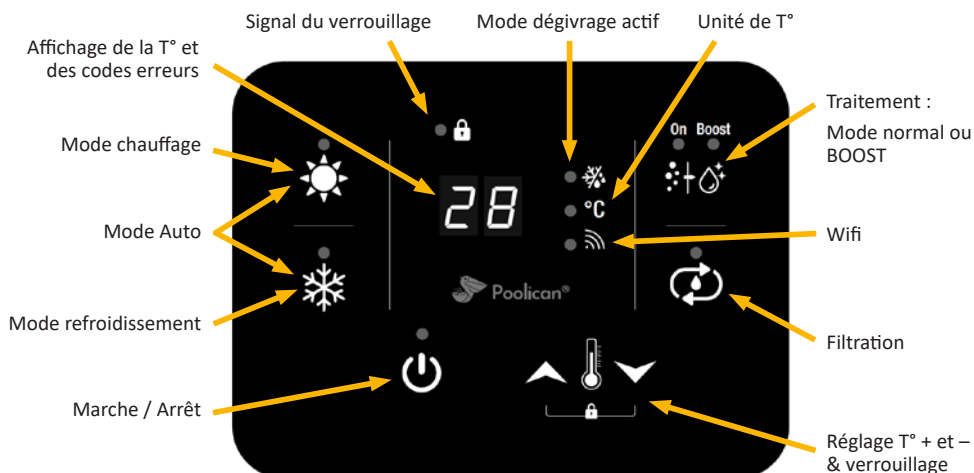 Signal du verrouillage
Mode dégivrage actif
Unité de T°
Affichage de la T° et
des codes erreurs
Traitement :
Mode normal ou
BOOST
On Boost
Mode chauffage
28
°C
Mode Auto
Wifi
Poolican®
Mode refroidissement
Filtration
Marche / Arrêt
Réglage T° + et –
& verrouillage